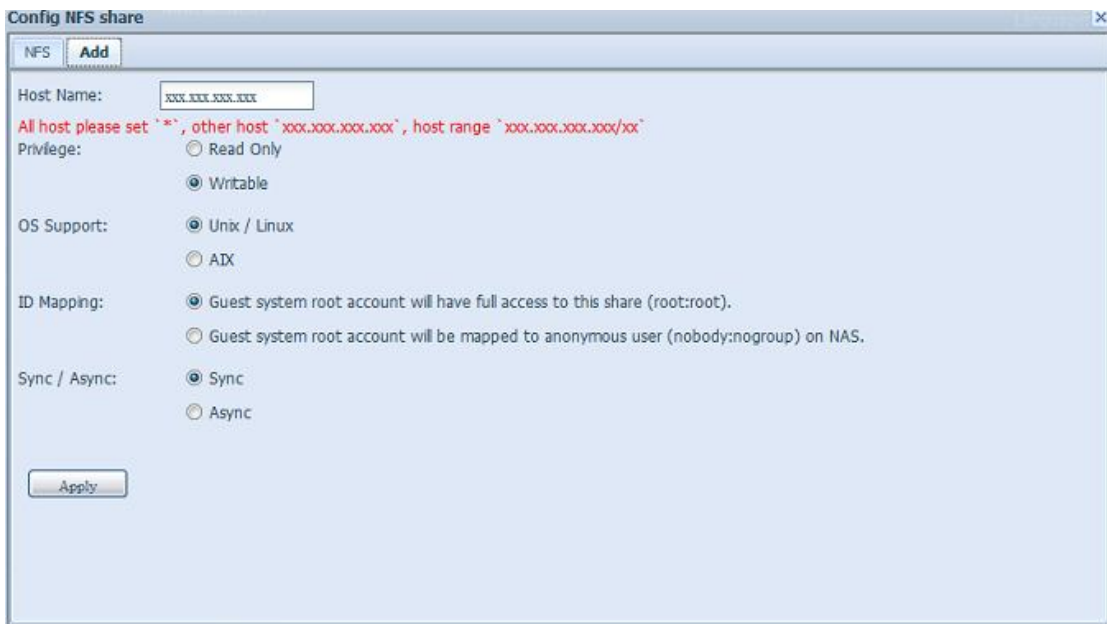 Config NFS share
NFS Add
Host Name: xxx.xxx.xxx.xxx
All host please set `*`, other host `xxx.xxx.xxx.xxx`, host range `xxx.xxx.xxx.xxx/xx`
Privilege: Read Only
Writable
OS Support: Unix / Linux
AIX
ID Mapping: Guest system root account will have full access to this share (root:root).
Guest system root account will be mapped to anonymous user (nobody:nogroup) on NAS.
Sync / Async: Sync
Async
Apply